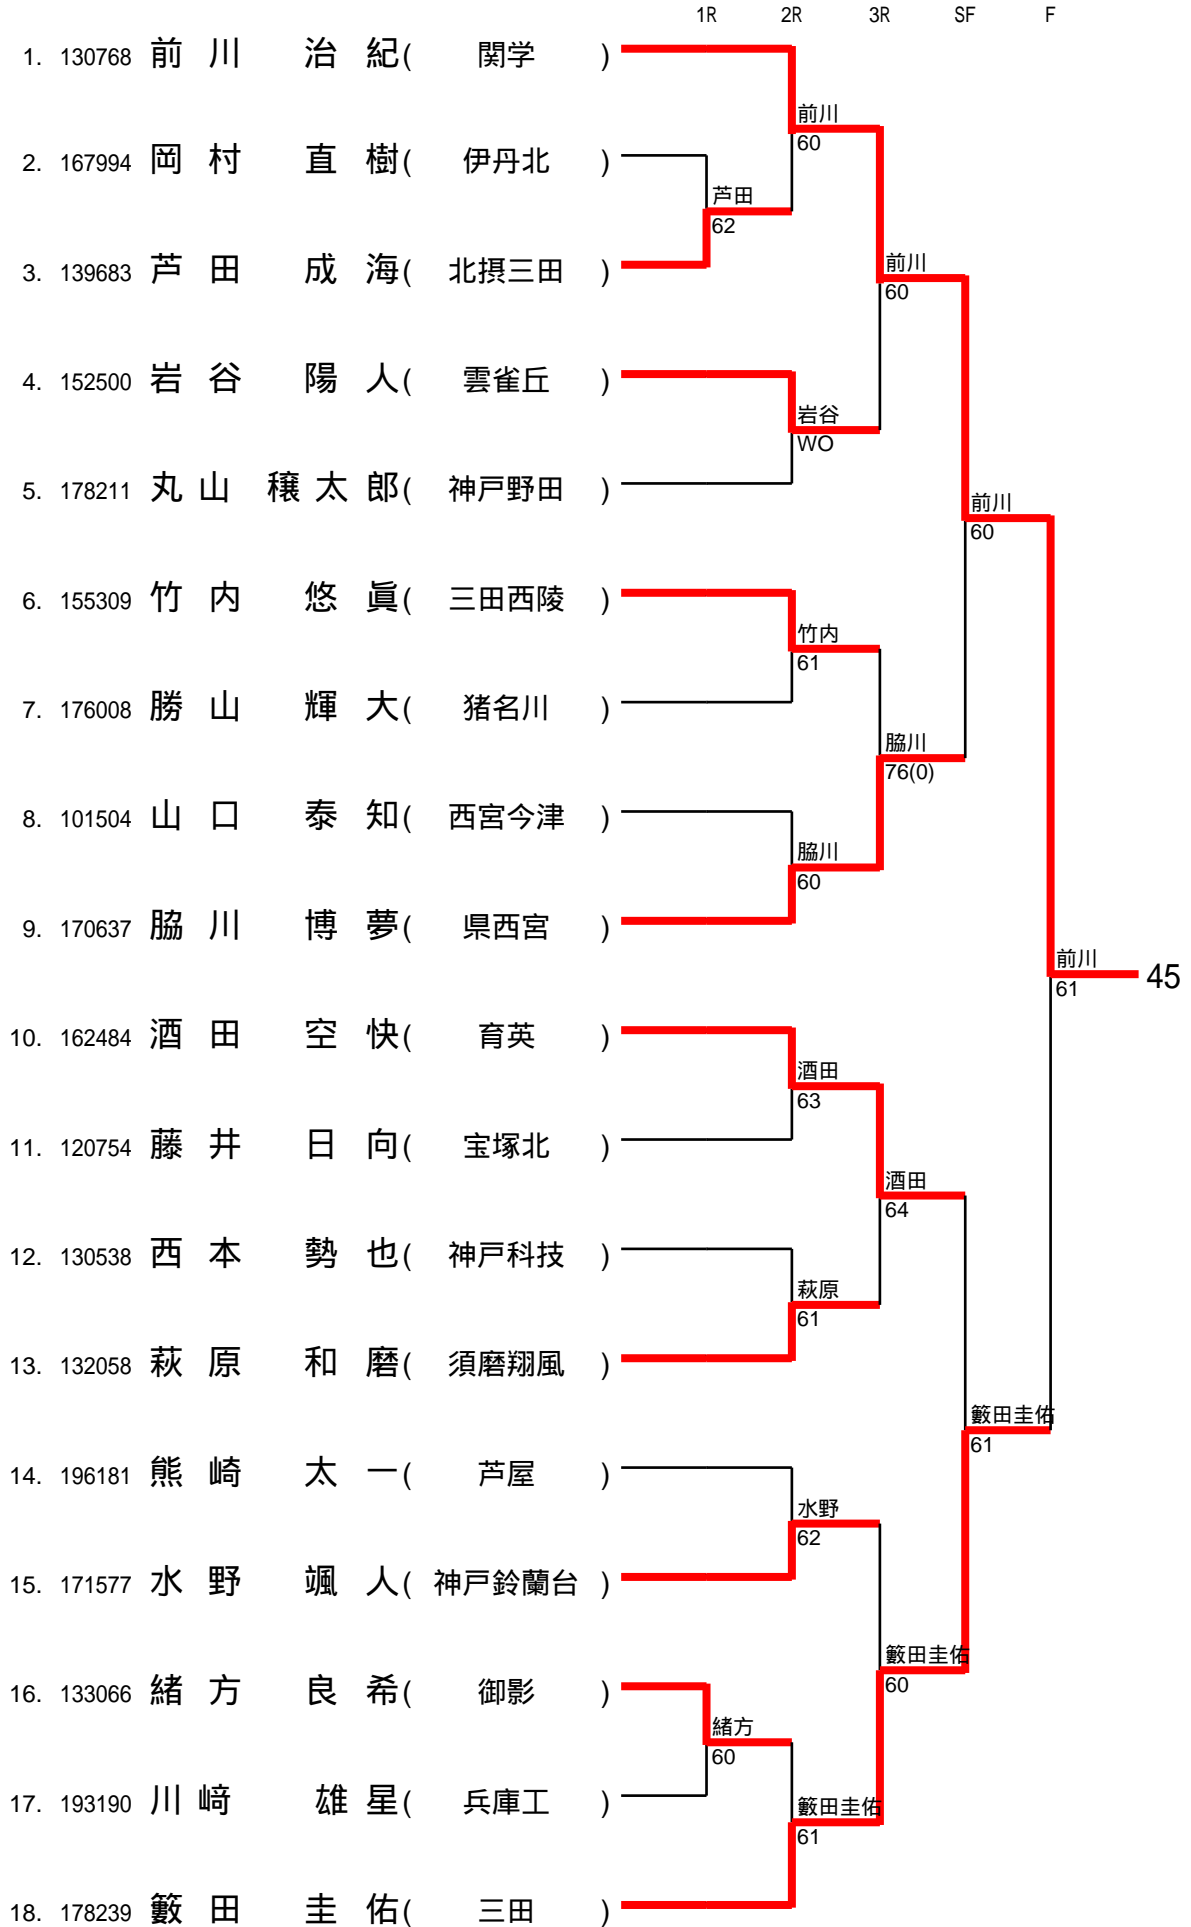 1R 2R 3R SF F
1. 130768 前川 治紀( 関学 )
前川
60
2. 167994 岡村 直樹( 伊丹北 )
芦田
62
3. 139683 芦田 成海( 北摂三田 )
前川
60
4. 152500 岩谷 陽人( 雲雀丘 )
岩谷
WO
5. 178211 丸山 穣太郎( 神戸野田 )
前川
60
6. 155309 竹内 悠眞( 三田西陵 )
竹内
61
7. 176008 勝山 輝大( 猪名川 )
脇川
76(0)
8. 101504 山口 泰知( 西宮今津 )
脇川
60
9. 170637 脇川 博夢( 県西宮 )
前川
61
45
10. 162484 酒田 空快( 育英 )
酒田
63
11. 120754 藤井 日向( 宝塚北 )
酒田
64
12. 130538 西本 勢也( 神戸科技 )
萩原
61
13. 132058 萩原 和磨( 須磨翔風 )
籔田圭佑
61
14. 196181 熊崎 太一( 芦屋 )
水野
62
15. 171577 水野 颯人( 神戸鈴蘭台 )
籔田圭佑
60
16. 133066 緒方 良希( 御影 )
緒方
60
17. 193190 川﨑 雄星( 兵庫工 )
籔田圭佑
61
18. 178239 籔田 圭佑( 三田 )